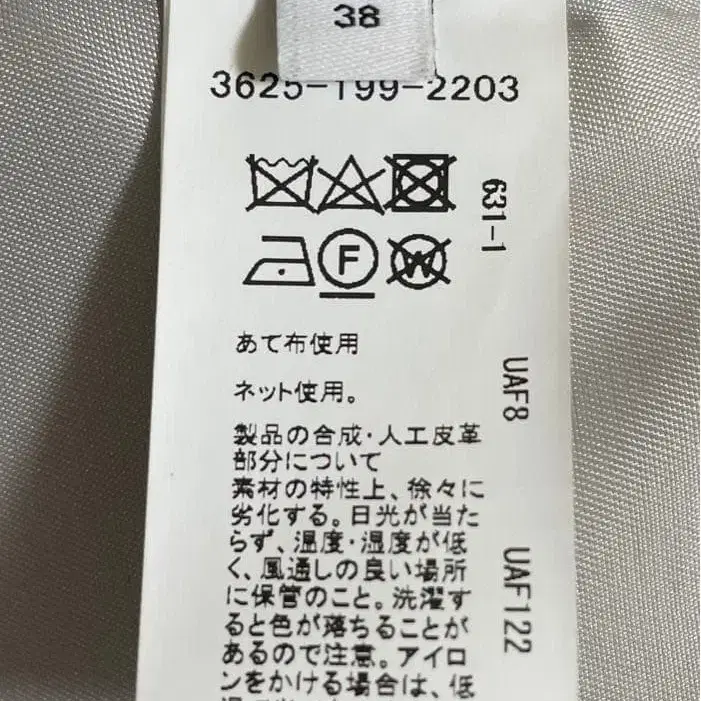 38
3625-199-2203
631-1
F
W
あて布使用
ネット使用。
UAF8
製品の合成・人工皮革
部分について
素材の特性上、徐々に
劣化する。日光が当た
らず、温度・湿度が低
く、風通しの良い場所
に保管のこと。洗濯す
ると色が落ちることが
あるので注意。アイロ
ンをかける場合は、低
UAF122